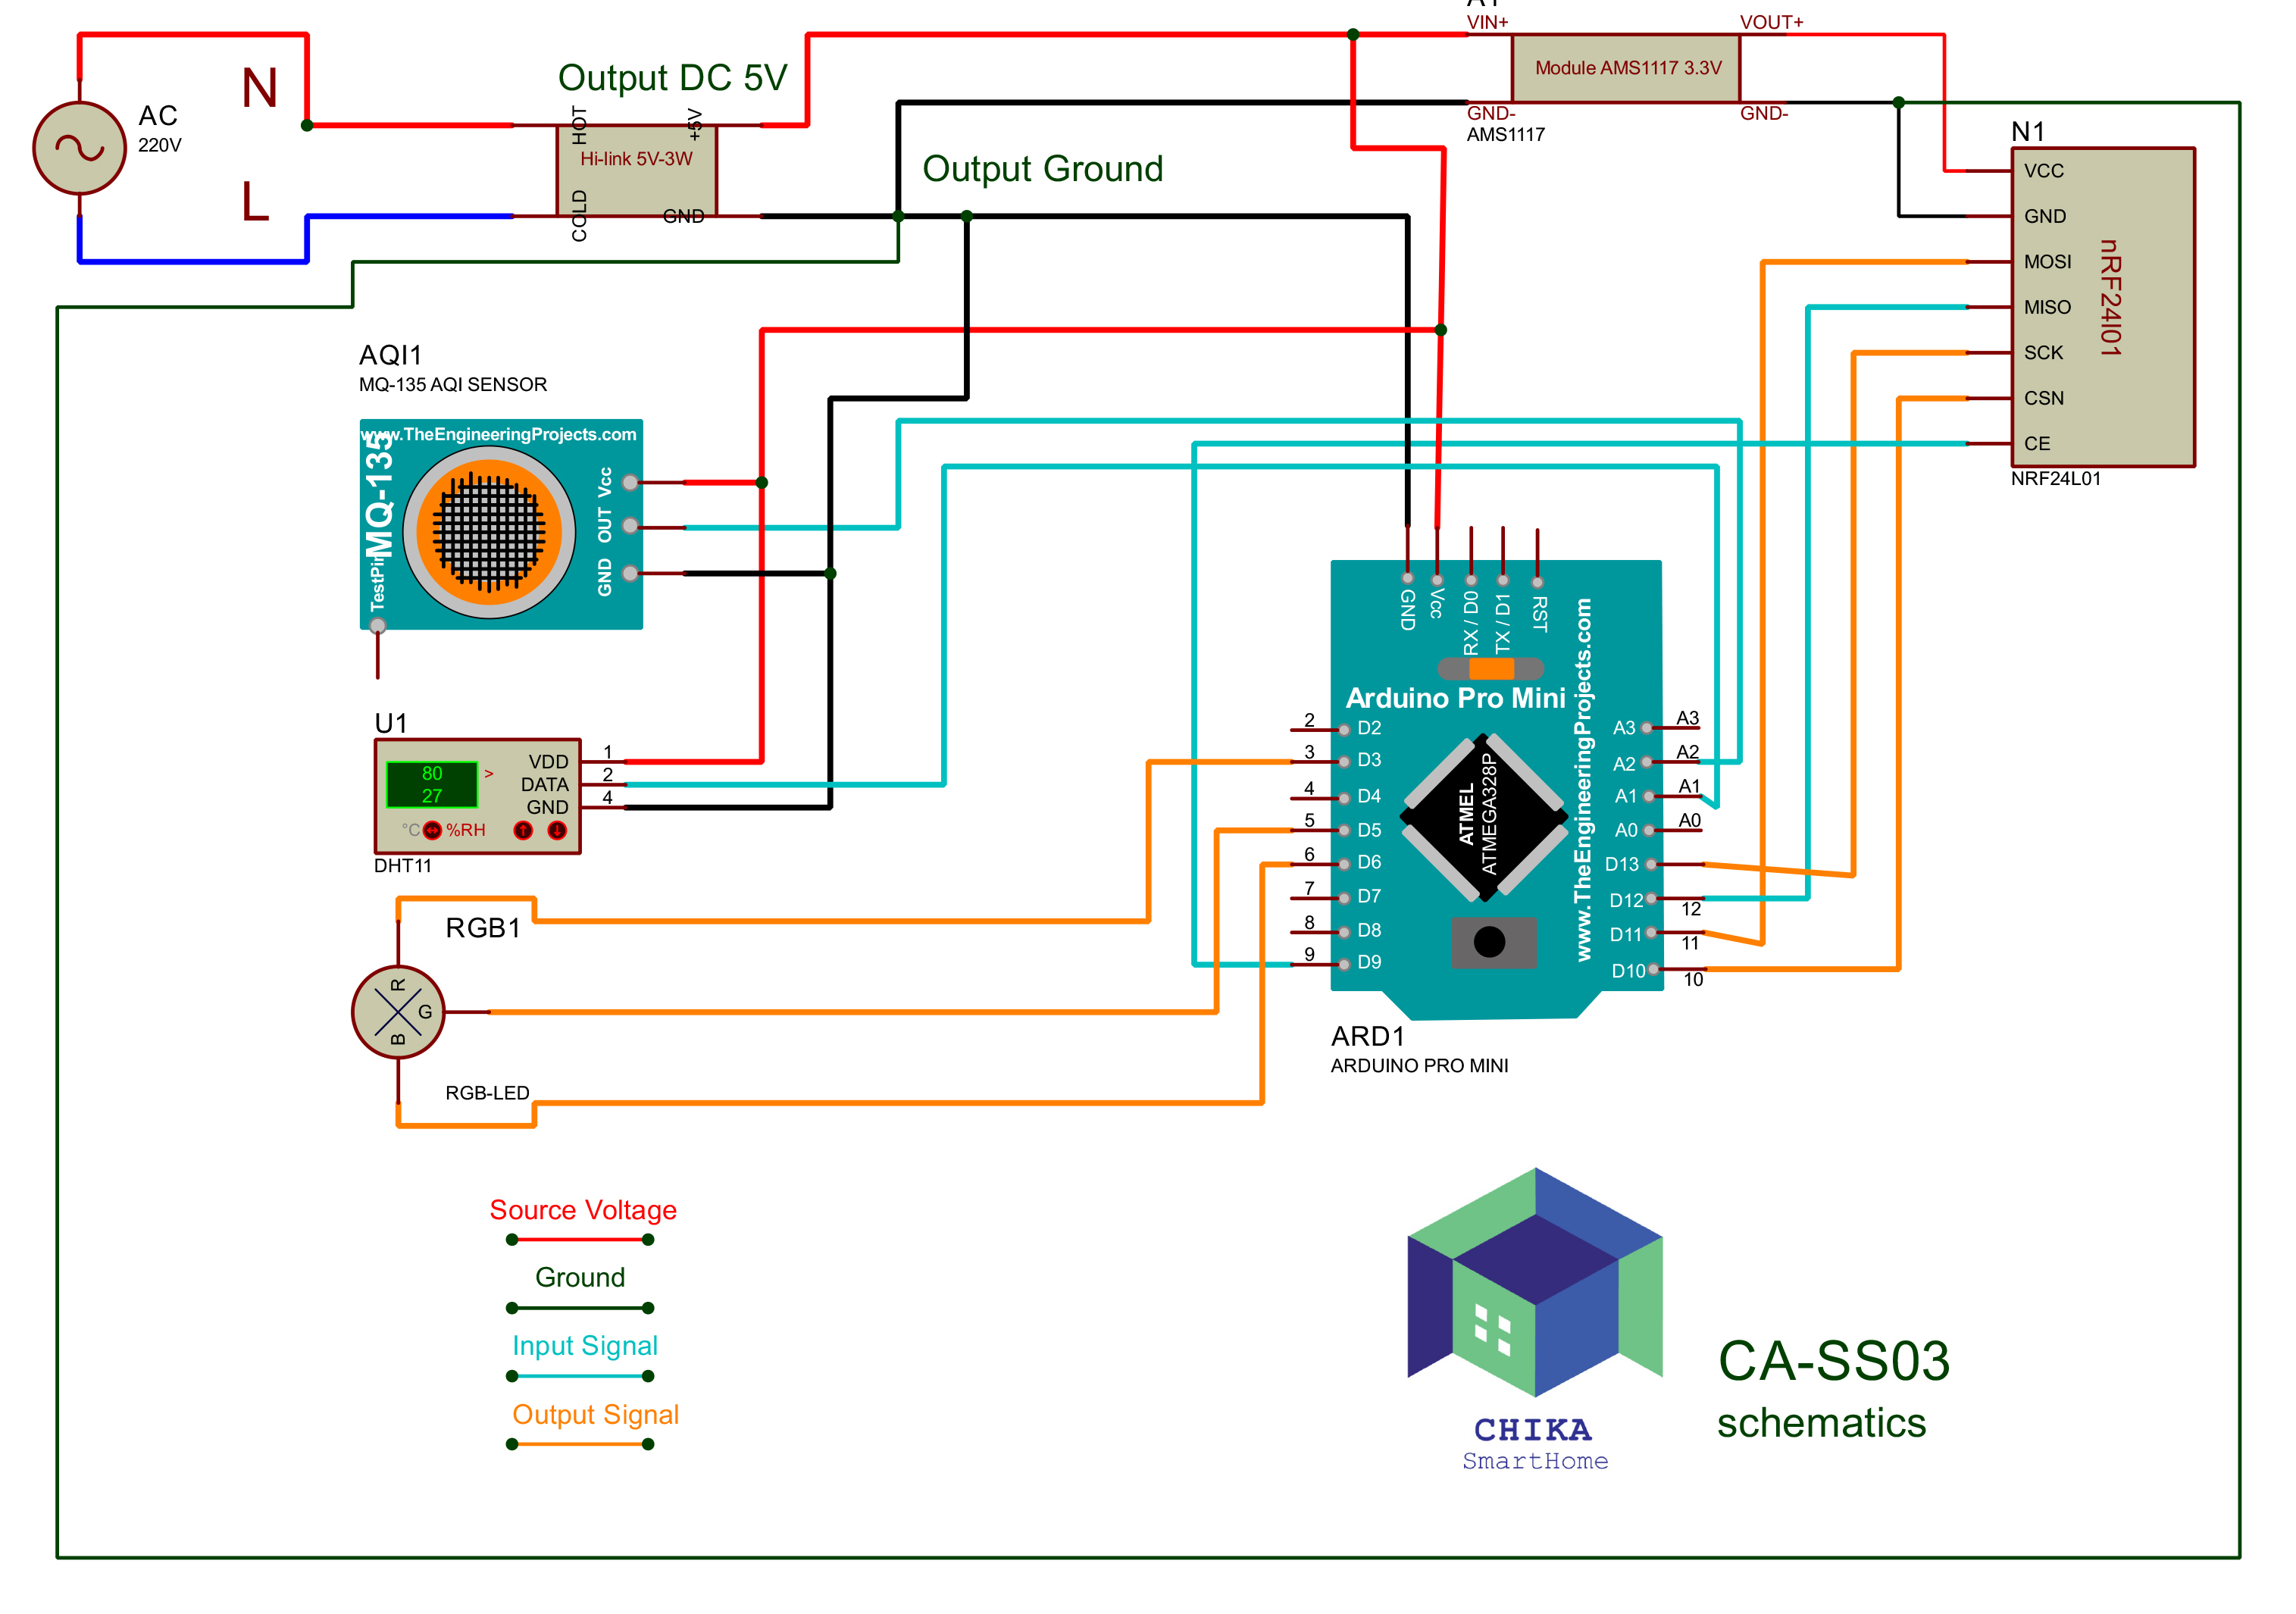 AC
220V
N
L
Output DC 5V
HOT
COLD
+5V
GND
Hi-link 5V-3W
Output Ground
VIN+
VOUT+
Module AMS1117 3.3V
GND-
GND-
AMS1117
N1
VCC
GND
MOSI
MISO
SCK
CSN
CE
nRF24l01
NRF24L01
AQI1
MQ-135 AQI SENSOR
www.TheEngineeringProjects.com
MQ-135
TestPin
Vcc
OUT
GND
U1
80
27
>
VDD
DATA
GND
1
2
4
°C
%RH
DHT11
RGB1
R
G
B
RGB-LED
GND
Vcc
RX / D0
TX / D1
RST
Arduino Pro Mini
www.TheEngineeringProjects.com
ATMEL
ATMEGA328P
2 D2
3 D3
4 D4
5 D5
6 D6
7 D7
8 D8
9 D9
A3 A3
A2 A2
A1 A1
A0 A0
D13
D12 12
D11 11
D10 10
ARD1
ARDUINO PRO MINI
Source Voltage
Ground
Input Signal
Output Signal
CHIKA
SmartHome
CA-SS03
schematics